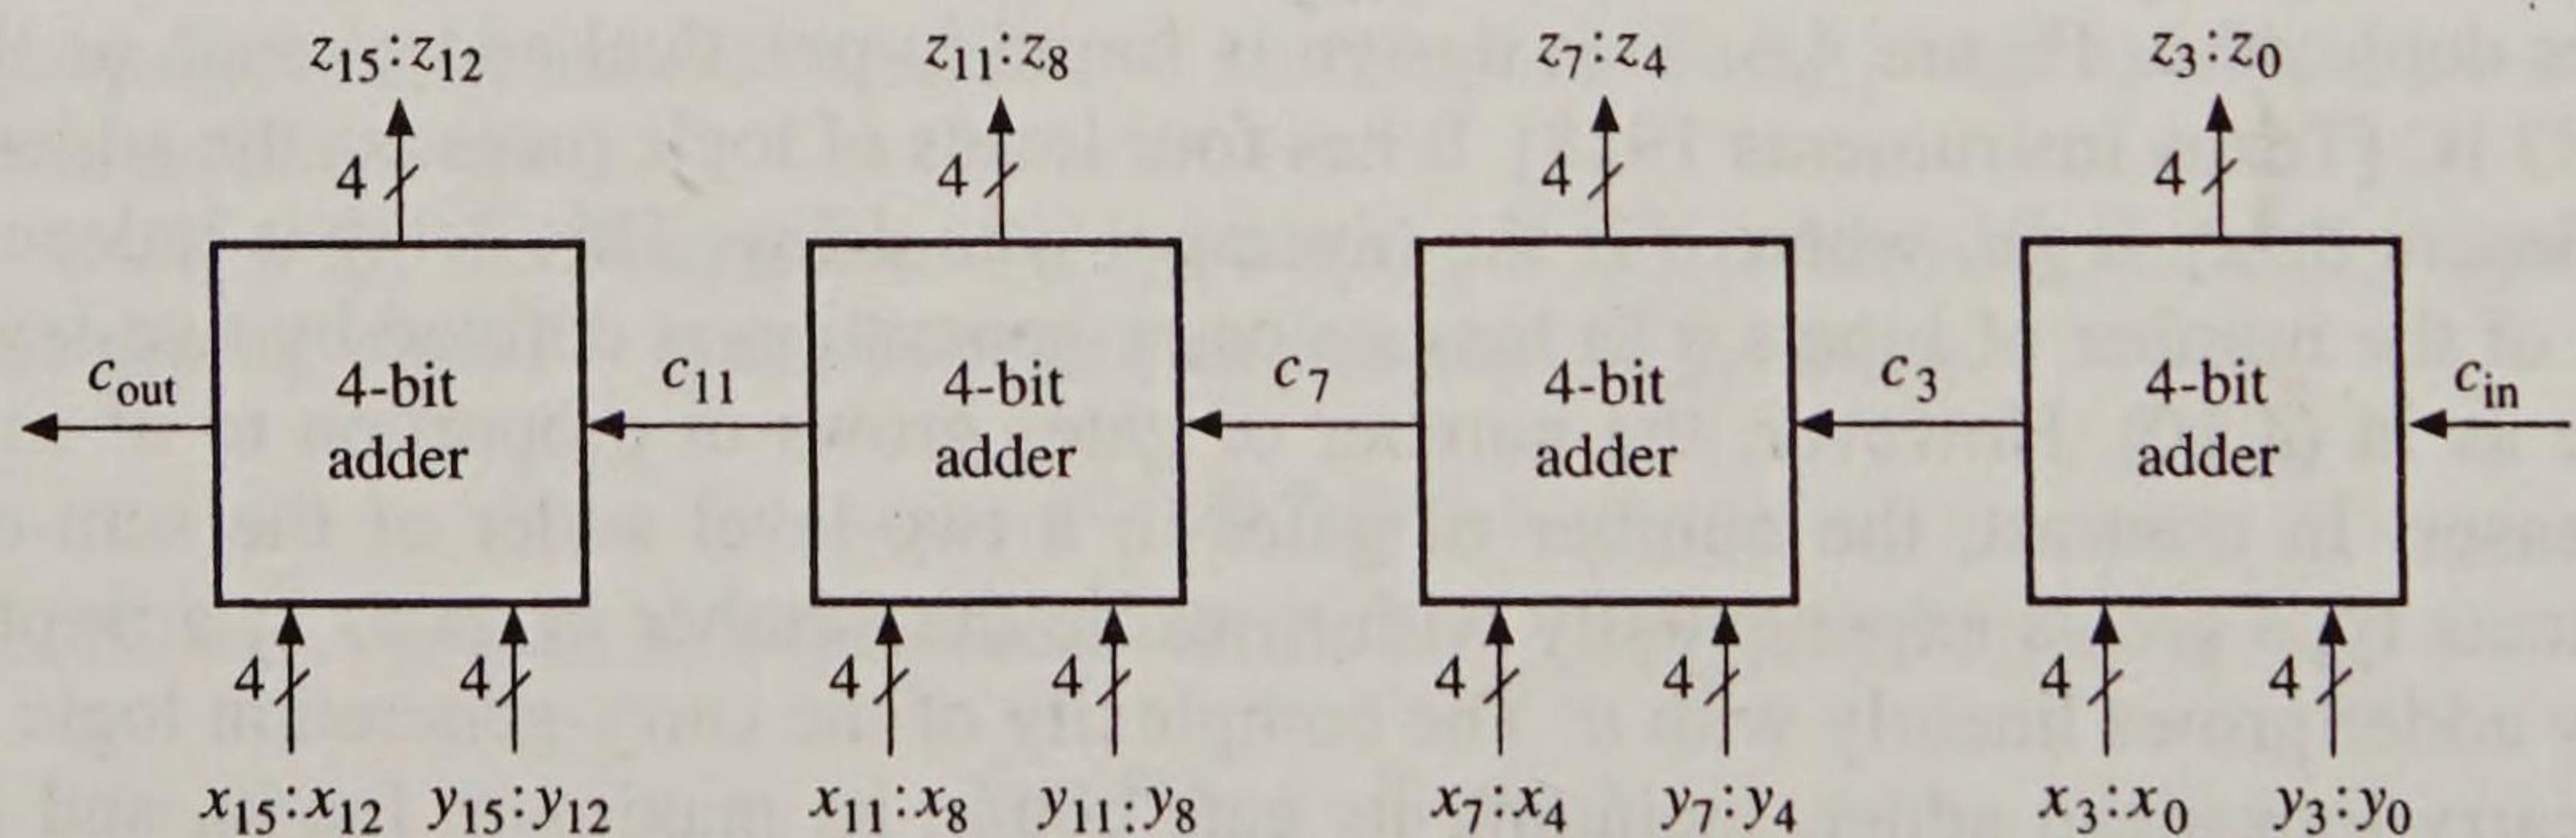 z15:z12 z11:z8 z7:z4 z3:z0
4 4 4 4
cout 4-bit adder c11 4-bit adder c7 4-bit adder c3 4-bit adder cin
4 4 4 4 4 4 4 4
x15:x12 y15:y12 x11:x8 y11:y8 x7:x4 y7:y4 x3:x0 y3:y0